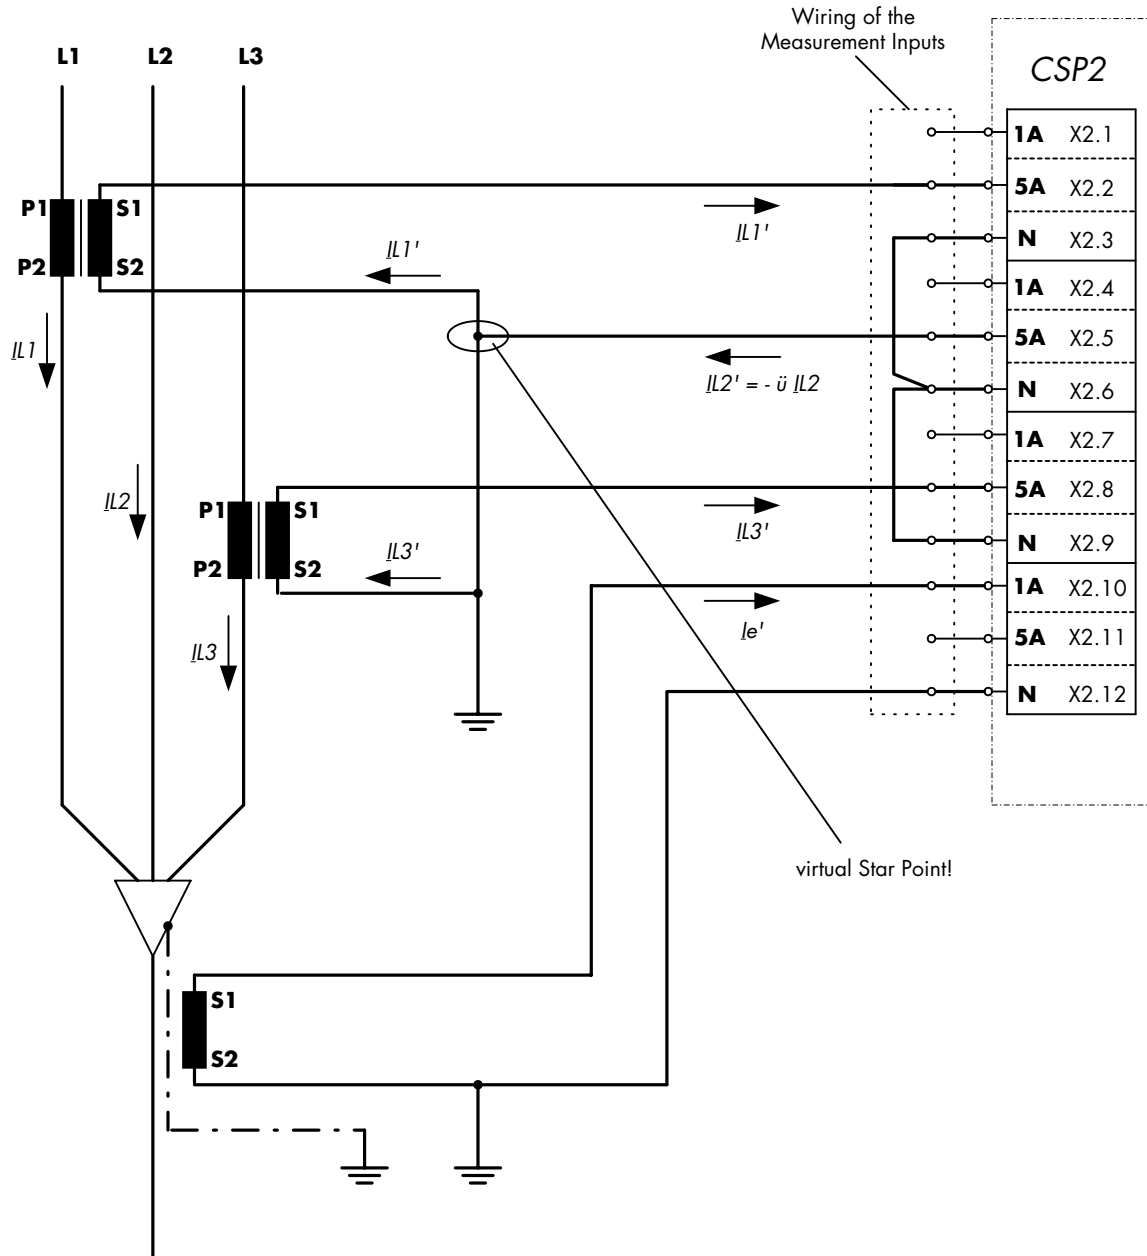 Wiring of the
Measurement Inputs
L1 L2 L3
CSP2
1A X2.1
P1 S1
5A X2.2
IL1'
N X2.3
P2 S2
IL1'
1A X2.4
IL1
5A X2.5
IL2' = - ü IL2
N X2.6
1A X2.7
IL2
P1 S1
5A X2.8
IL3'
N X2.9
P2 S2
IL3'
1A X2.10
Ie'
IL3
5A X2.11
N X2.12
virtual Star Point!
S1
S2